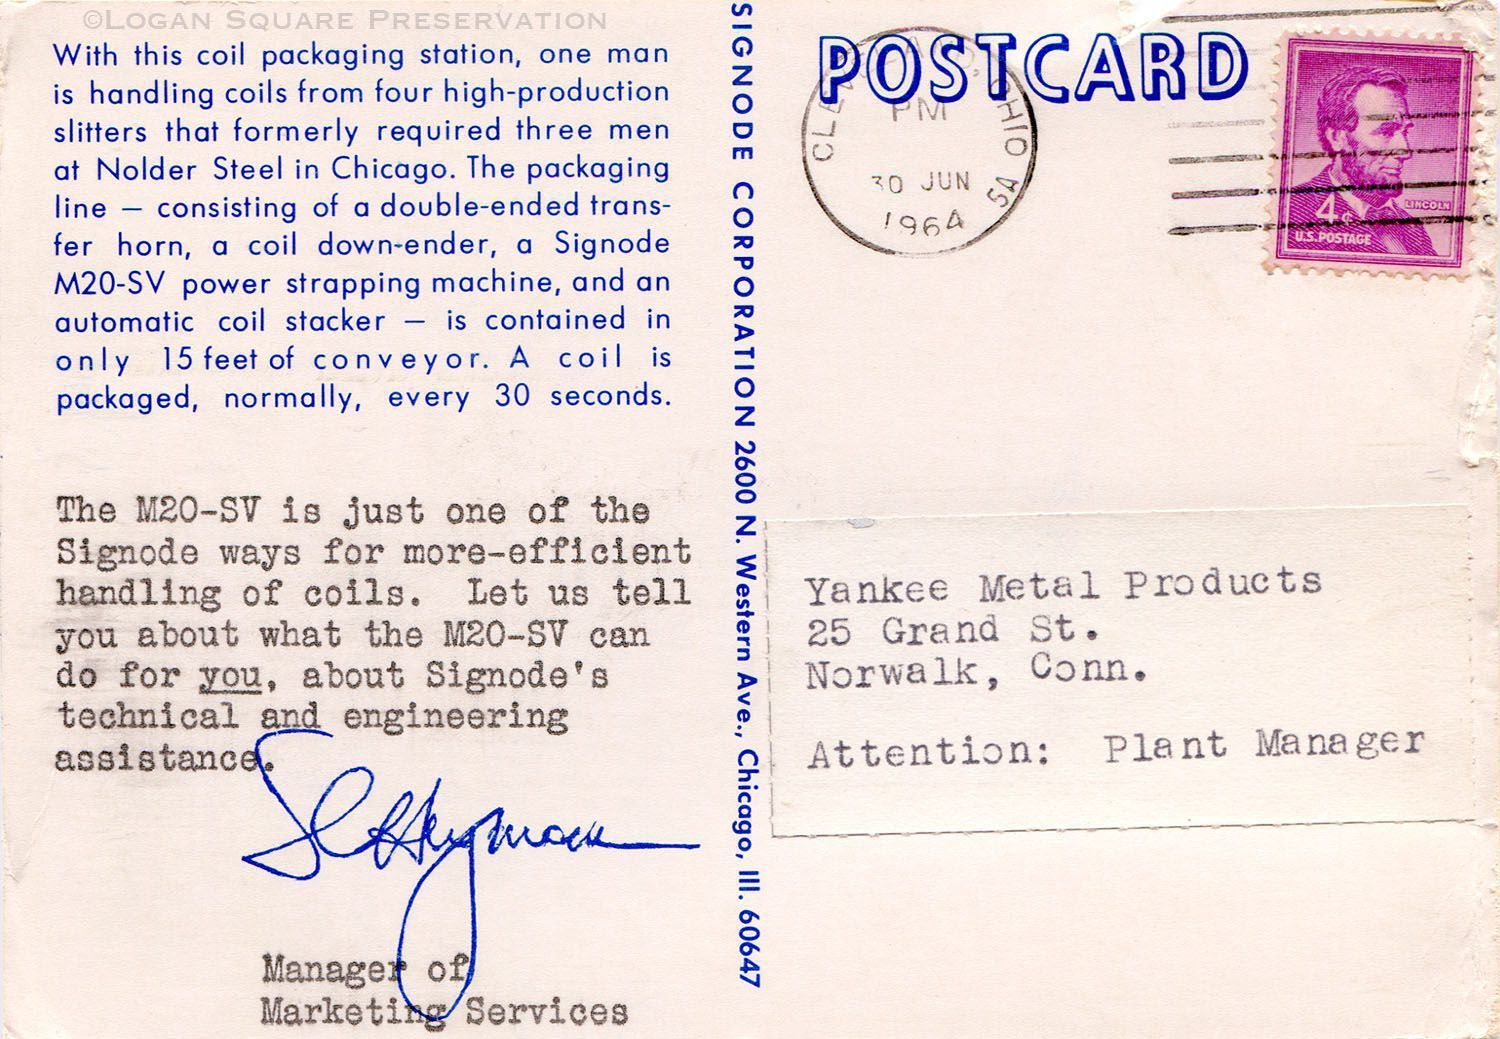 ©Logan Square Preservation
With this coil packaging station, one man
is handling coils from four high-production
slitters that formerly required three men
at Nolder Steel in Chicago. The packaging
line — consisting of a double-ended trans-
fer horn, a coil down-ender, a Signode
M20-SV power strapping machine, and an
automatic coil stacker — is contained in
only 15 feet of conveyor. A coil is
packaged, normally, every 30 seconds.
The M20-SV is just one of the
Signode ways for more-efficient
handling of coils. Let us tell
you about what the M20-SV can
do for you, about Signode's
technical and engineering
assistance.
Manager of
Marketing Services
SIGNODE CORPORATION 2600 N. Western Ave., Chicago, Ill. 60647
POSTCARD
PM
30 JUN
1964
5A
4¢
LINCOLN
U.S. POSTAGE
Yankee Metal Products
25 Grand St.
Norwalk, Conn.
Attention: Plant Manager